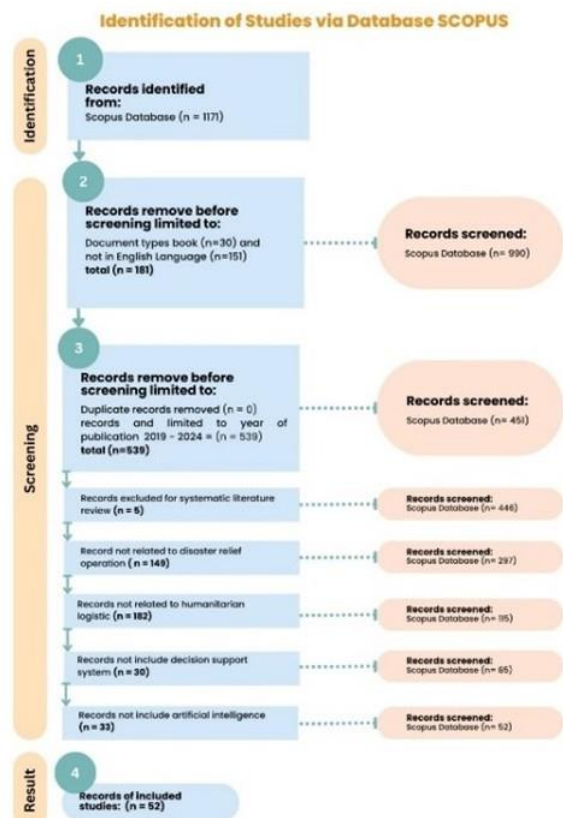 Identification of Studies via Database SCOPUS
Identification
1
Records identified
from:
Scopus Database (n = 1171)
Screening
2
Records remove before
screening limited to:
Document types book (n=30) and
not in English Language (n=151)
total (n = 181)
Records screened:
Scopus Database (n= 990)
3
Records remove before
screening limited to:
Duplicate records removed (n = 0)
records and limited to year of
publication 2019 - 2024 = (n = 539)
total (n=539)
Records screened:
Scopus Database (n= 451)
Records excluded for systematic literature
review (n = 5)
Records screened:
Scopus Database (n= 446)
Record not related to disaster relief
operation ( n = 149)
Records screened:
Scopus Database (n= 297)
Records not related to humanitarian
logistic (n = 182)
Records screened:
Scopus Database (n= 115)
Records not include decision support
system (n = 30)
Records screened:
Scopus Database (n= 85)
Records not include artificial intelligence
(n = 33)
Records screened:
Scopus Database (n= 52)
Result
4
Records of included
studies: (n = 52)